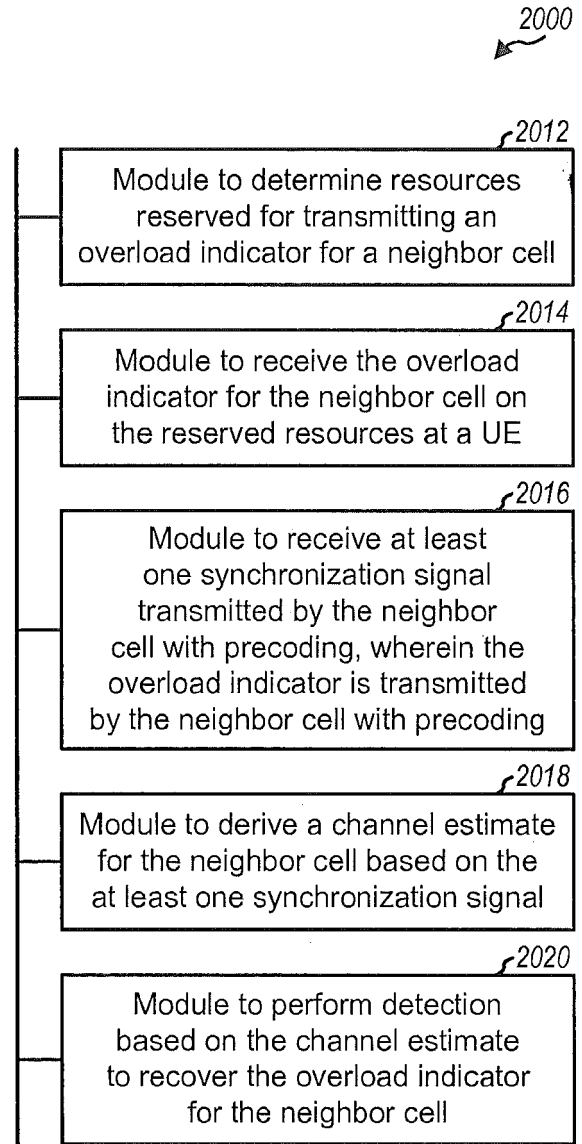 2000
2012
Module to determine resources
reserved for transmitting an
overload indicator for a neighbor cell
2014
Module to receive the overload
indicator for the neighbor cell on
the reserved resources at a UE
2016
Module to receive at least
one synchronization signal
transmitted by the neighbor
cell with precoding, wherein the
overload indicator is transmitted
by the neighbor cell with precoding
2018
Module to derive a channel estimate
for the neighbor cell based on the
at least one synchronization signal
2020
Module to perform detection
based on the channel estimate
to recover the overload indicator
for the neighbor cell